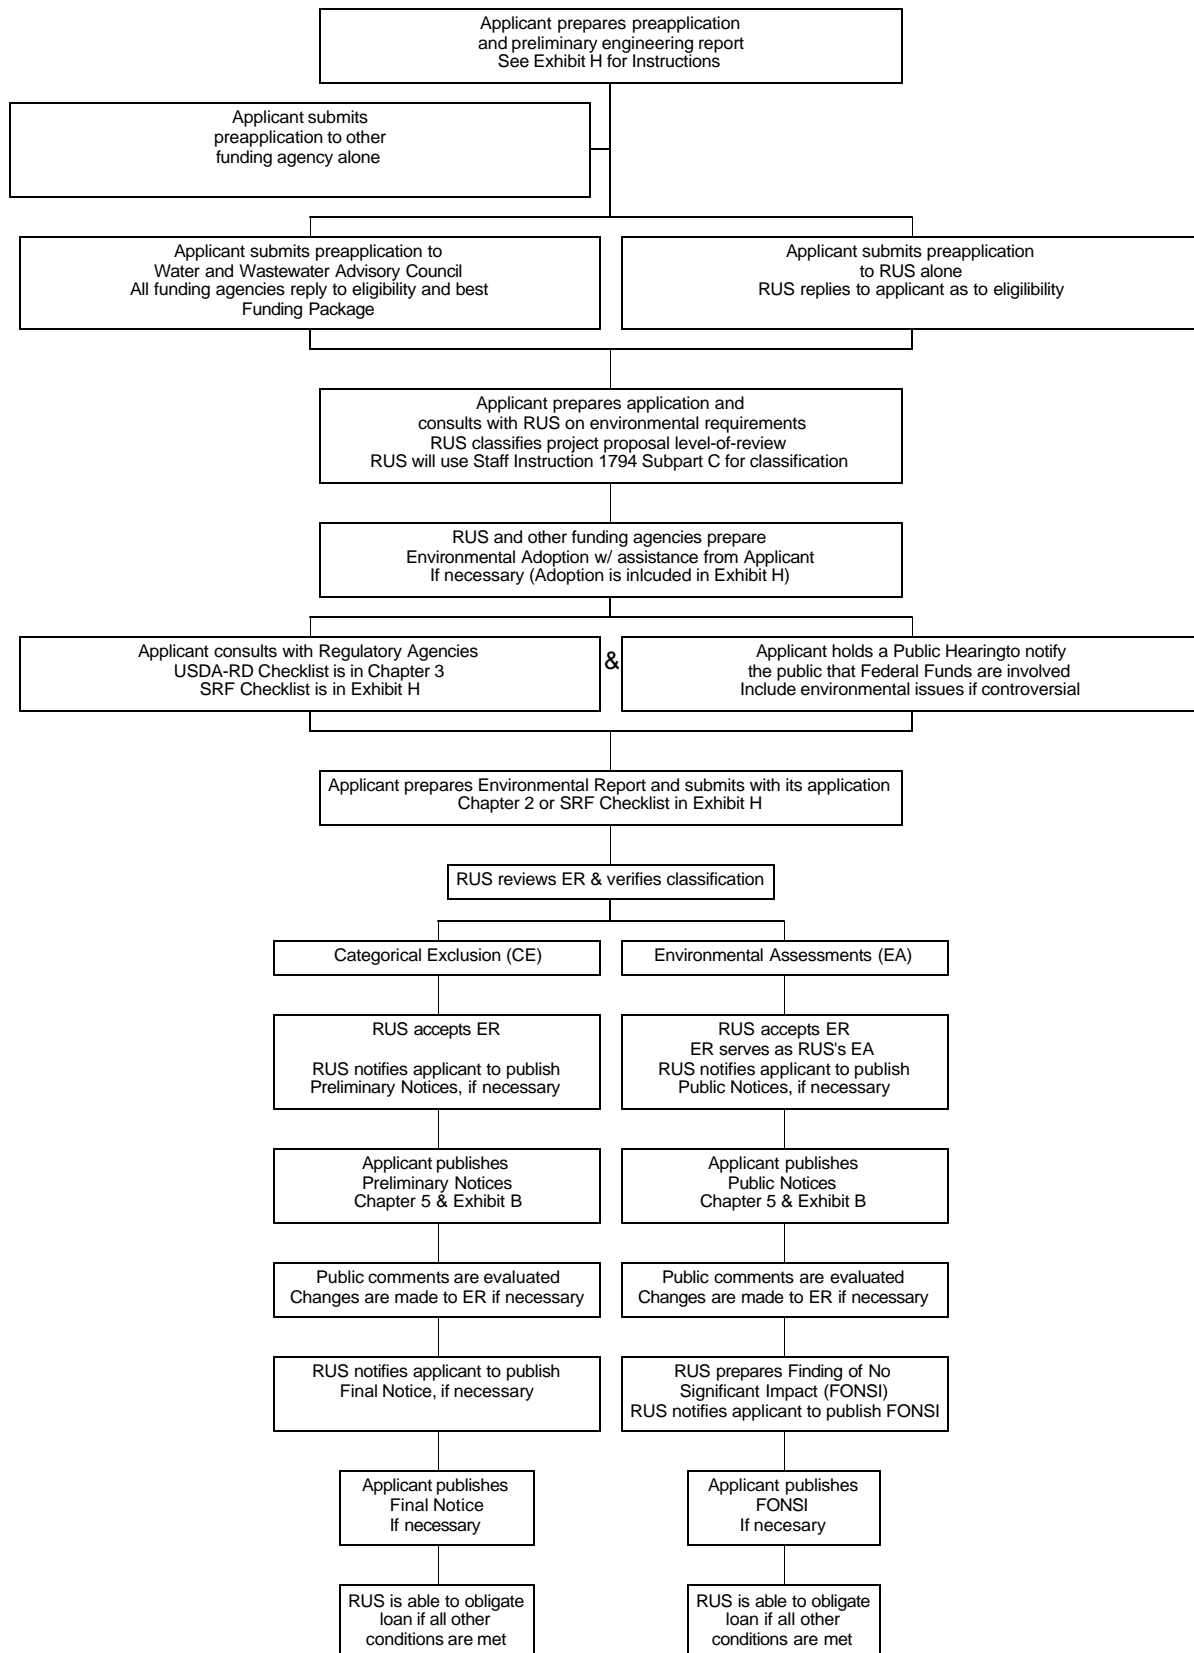 Applicant prepares preapplication
and preliminary engineering report
See Exhibit H for Instructions
Applicant submits
preapplication to other
funding agency alone
Applicant submits preapplication to
Water and Wastewater Advisory Council
All funding agencies reply to eligibility and best
Funding Package
Applicant submits preapplication
to RUS alone
RUS replies to applicant as to eligilibility
Applicant prepares application and
consults with RUS on environmental requirements
RUS classifies project proposal level-of-review
RUS will use Staff Instruction 1794 Subpart C for classification
RUS and other funding agencies prepare
Environmental Adoption w/ assistance from Applicant
If necessary (Adoption is inlcuded in Exhibit H)
Applicant consults with Regulatory Agencies
USDA-RD Checklist is in Chapter 3
SRF Checklist is in Exhibit H
&
Applicant holds a Public Hearingto notify
the public that Federal Funds are involved
Include environmental issues if controversial
Applicant prepares Environmental Report and submits with its application
Chapter 2 or SRF Checklist in Exhibit H
RUS reviews ER & verifies classification
Categorical Exclusion (CE)
RUS accepts ER
RUS notifies applicant to publish
Preliminary Notices, if necessary
Applicant publishes
Preliminary Notices
Chapter 5 & Exhibit B
Public comments are evaluated
Changes are made to ER if necessary
RUS notifies applicant to publish
Final Notice, if necessary
Applicant publishes
Final Notice
If necessary
RUS is able to obligate
loan if all other
conditions are met
Environmental Assessments (EA)
RUS accepts ER
ER serves as RUS's EA
RUS notifies applicant to publish
Public Notices, if necessary
Applicant publishes
Public Notices
Chapter 5 & Exhibit B
Public comments are evaluated
Changes are made to ER if necessary
RUS prepares Finding of No
Significant Impact (FONSI)
RUS notifies applicant to publish FONSI
Applicant publishes
FONSI
If necesary
RUS is able to obligate
loan if all other
conditions are met